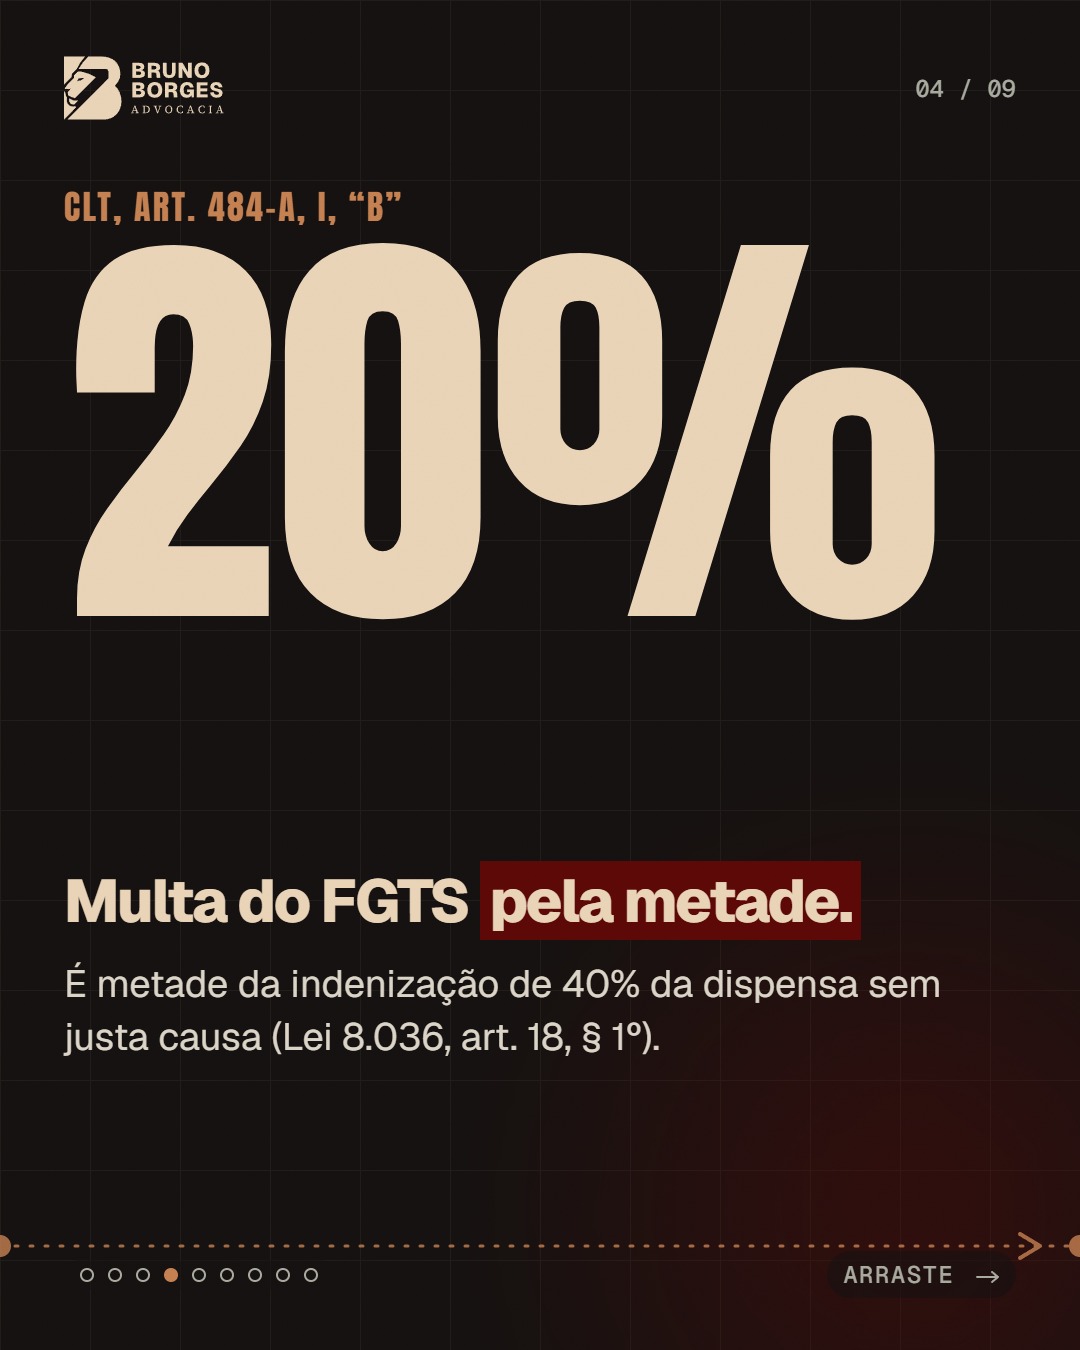 BRUNO
BORGES
ADVOCACIA
04 / 09
CLT, ART. 484-A, I, “B”
20%
Multa do FGTS pela metade.
É metade da indenização de 40% da dispensa sem
justa causa (Lei 8.036, art. 18, § 1º).
ARRASTE →